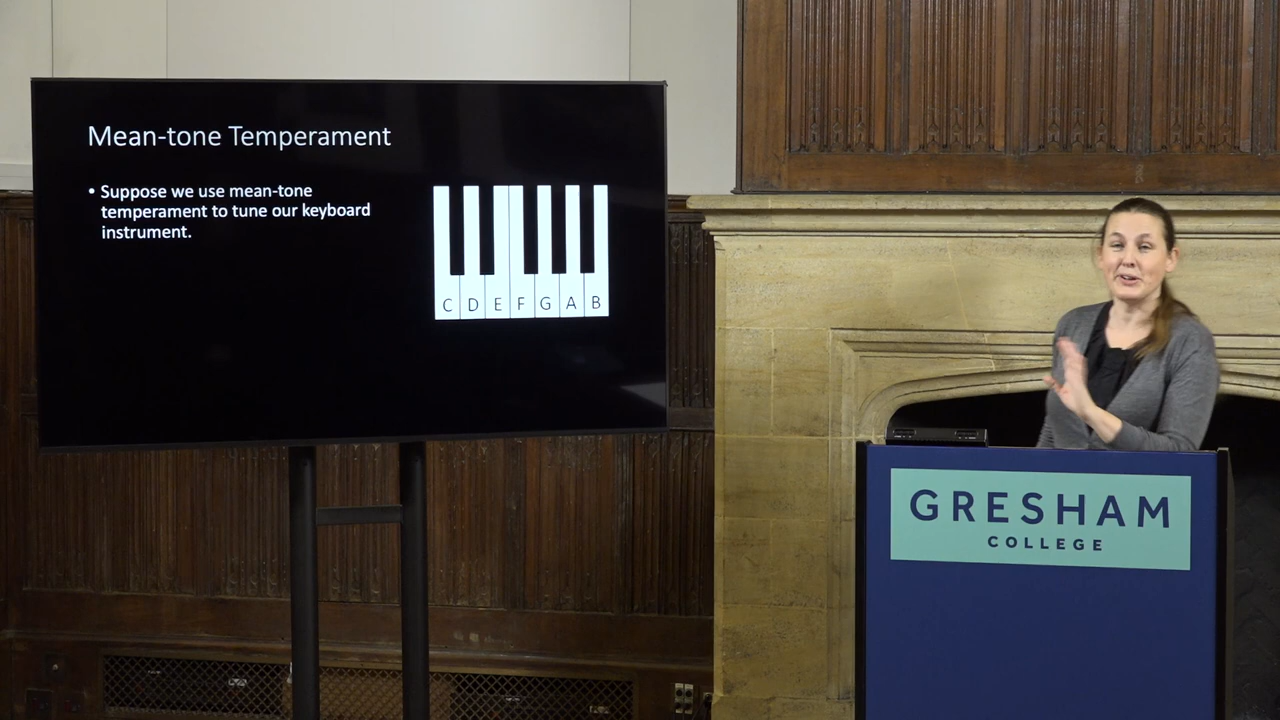 Mean-tone Temperament
• Suppose we use mean-tone
temperament to tune our keyboard
instrument.
C D E F G A B
GRESHAM
COLLEGE